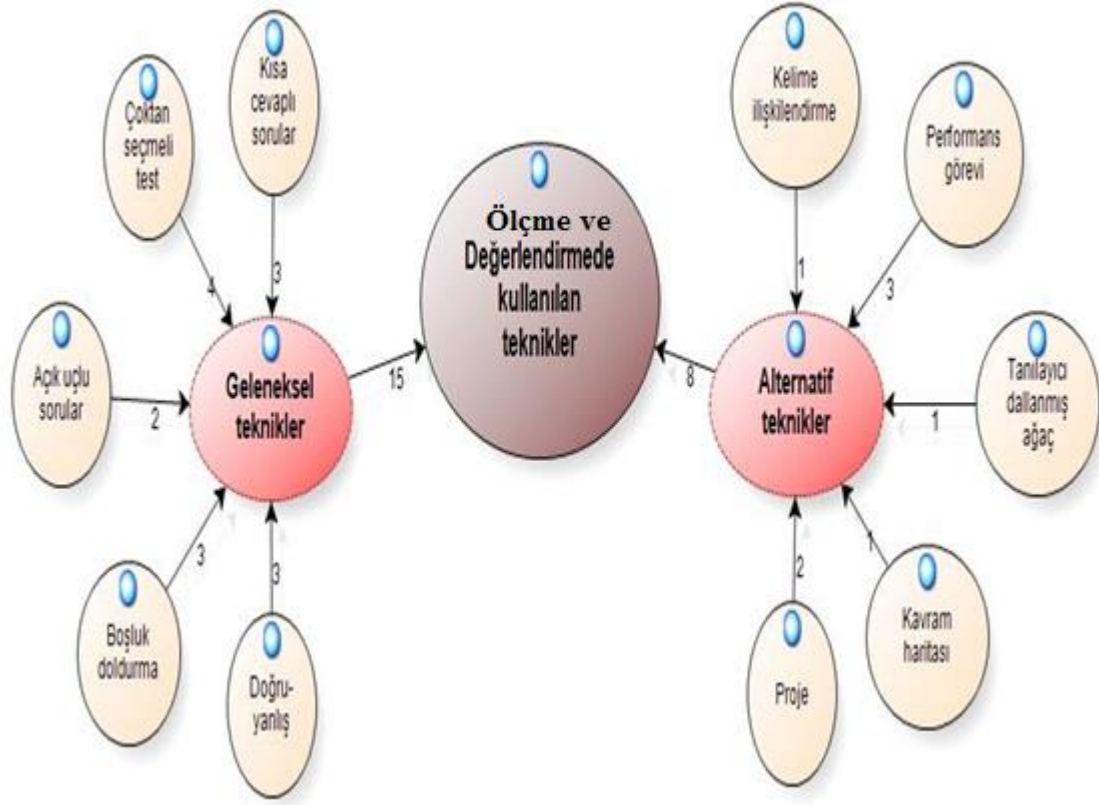 Kısa
cevaplı
sorular
Çoktan
seçmeli
test
3
4
Açık uçlu
sorular
2
Geleneksel
teknikler
15
Boşluk
doldurma
3
Doğru-
yanlış
3
Ölçme ve
Değerlendirmede
kullanılan
teknikler
Kelime
ilişkilendirme
1
Performans
görevi
3
8
Alternatif
teknikler
Tanılayıcı
dallanmış
ağaç
1
Kavram
haritası
1
Proje
2